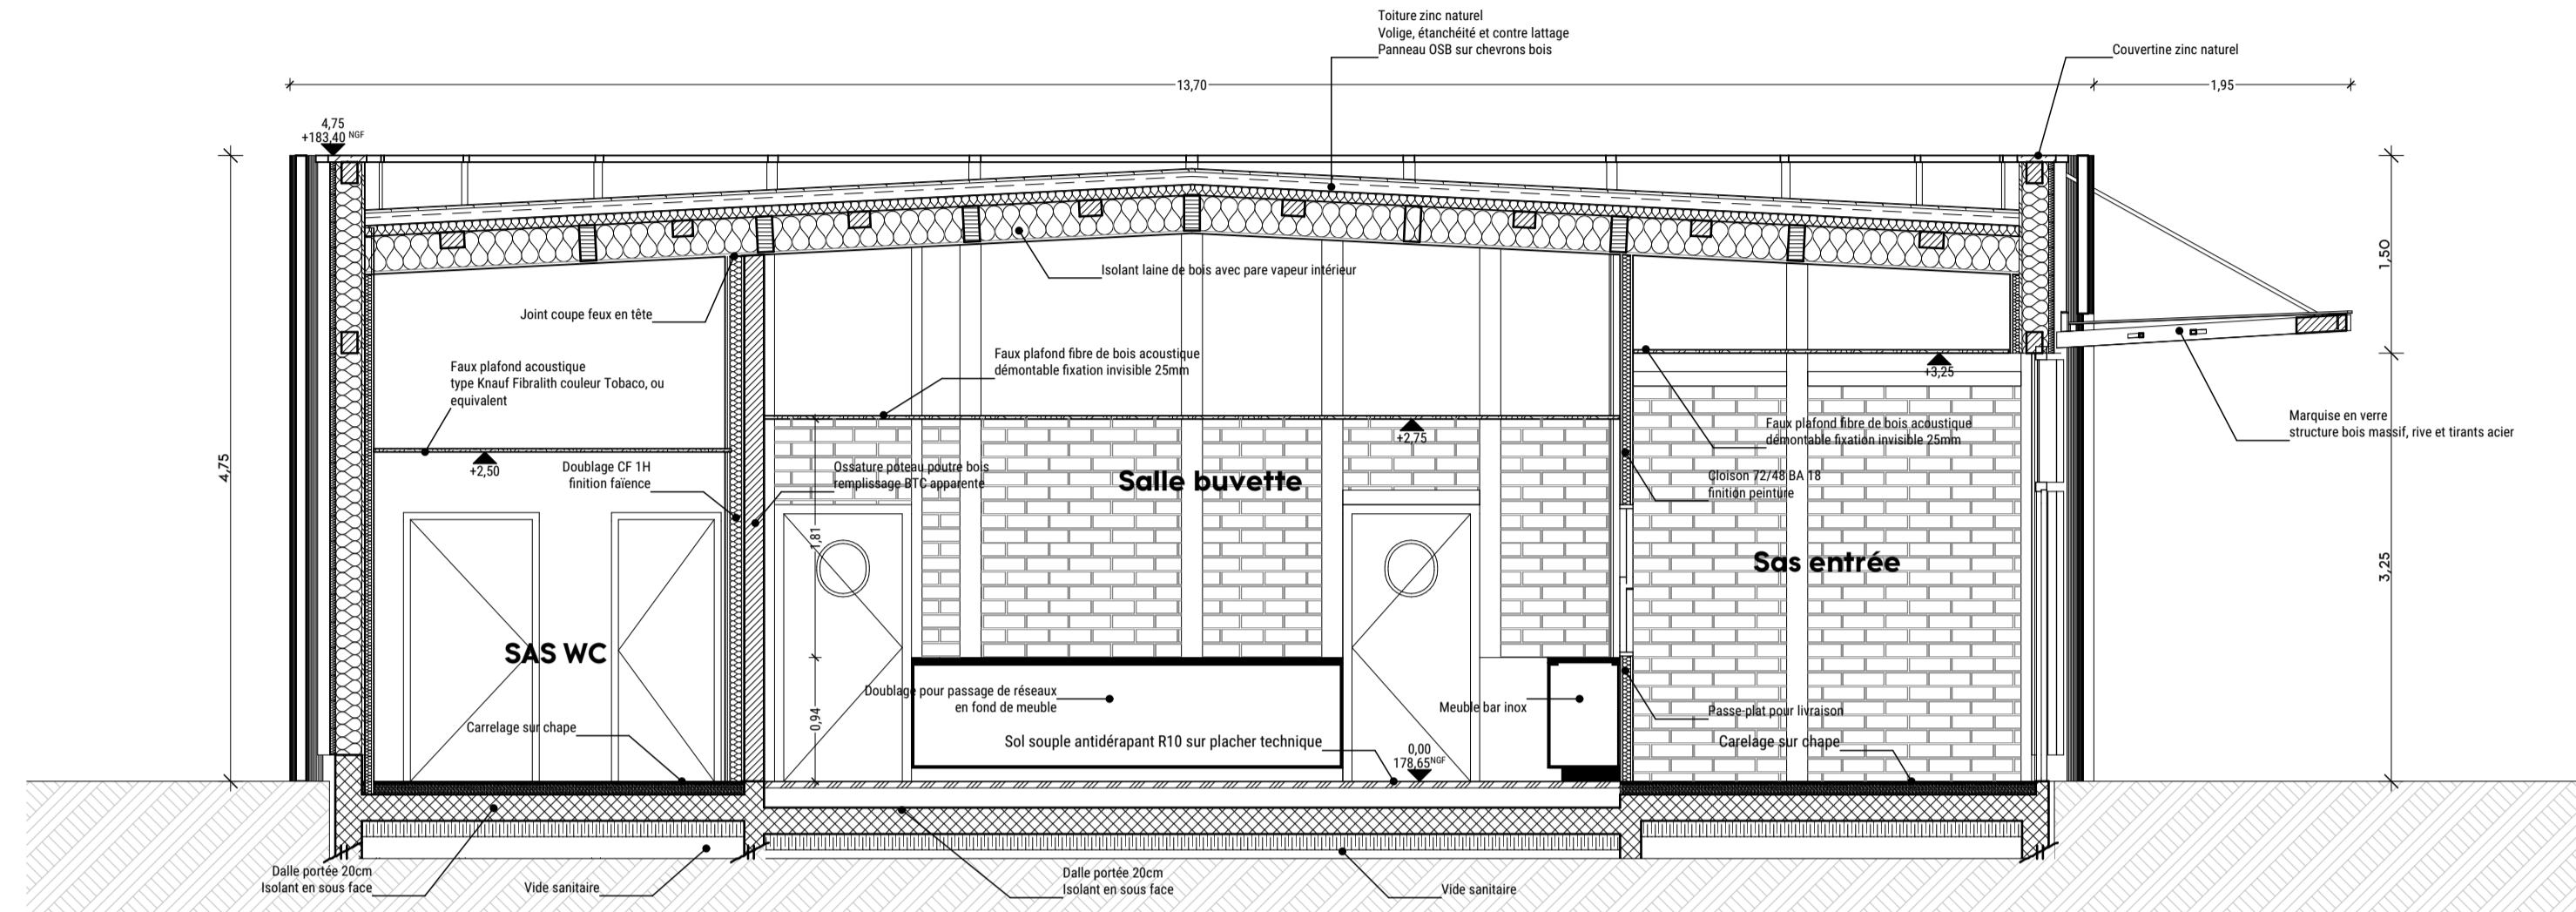 Toiture zinc naturel
Volige, étanchéité et contre lattage
Panneau OSB sur chevrons bois
Couvertine zinc naturel
13,70
1,95
4,75
+183,40 NGF
4,75
1,50
3,25
Isolant laine de bois avec pare vapeur intérieur
Joint coupe feux en tête
Faux plafond acoustique
type Knauf Fibralith couleur Tobaco, ou
equivalent
Faux plafond fibre de bois acoustique
démontable fixation invisible 25mm
+3,25
Marquise en verre
structure bois massif, rive et tirants acier
Faux plafond fibre de bois acoustique
démontable fixation invisible 25mm
+2,75
+2,50
Doublage CF 1H
finition faïence
Ossature poteau poutre bois
remplissage BTC apparente
Salle buvette
Cloison 72/48 BA 18
finition peinture
1,81
Sas entrée
SAS WC
Doublage pour passage de réseaux
en fond de meuble
Meuble bar inox
Passe-plat pour livraison
0,94
Carrelage sur chape
Sol souple antidérapant R10 sur placher technique
0,00
178,65NGF
Carelage sur chape
Dalle portée 20cm
Isolant en sous face
Vide sanitaire
Dalle portée 20cm
Isolant en sous face
Vide sanitaire